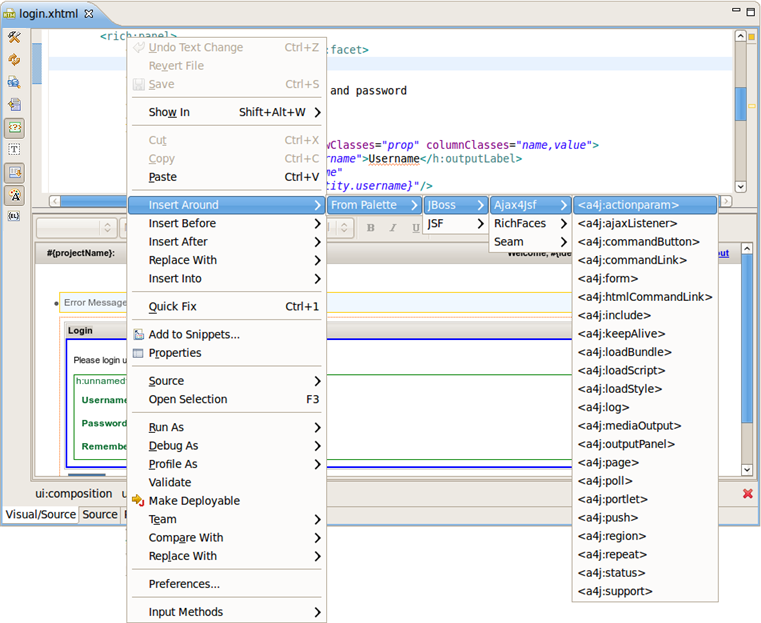 login.xhtml
<rich:panel>
:facet>
and password
wClasses="prop" columnClasses="name,value">
rname">Username</h:outputLabel>
me"
tity.username}"/>
Undo Text Change Ctrl+Z
Revert File
Save Ctrl+S
Show In Shift+Alt+W
Cut Ctrl+X
Copy Ctrl+C
Paste Ctrl+V
Insert Around
Insert Before
Insert After
Replace With
Insert Into
Quick Fix Ctrl+1
Add to Snippets...
Properties
Source
Open Selection F3
Run As
Debug As
Profile As
Validate
Make Deployable
Team
Compare With
Replace With
Preferences...
Input Methods
From Palette
JBoss
JSF
Ajax4Jsf
RichFaces
Seam
<a4j:actionparam>
<a4j:ajaxListener>
<a4j:commandButton>
<a4j:commandLink>
<a4j:form>
<a4j:htmlCommandLink>
<a4j:include>
<a4j:keepAlive>
<a4j:loadBundle>
<a4j:loadScript>
<a4j:loadStyle>
<a4j:log>
<a4j:mediaOutput>
<a4j:outputPanel>
<a4j:page>
<a4j:poll>
<a4j:portlet>
<a4j:push>
<a4j:region>
<a4j:repeat>
<a4j:status>
<a4j:support>
B I U
#{projectName}:
Welcome, #{ide
out
Error Message
Login
Please login u
h:unnamed
Username
Password
Remembe
ui:composition u
Visual/Source Source